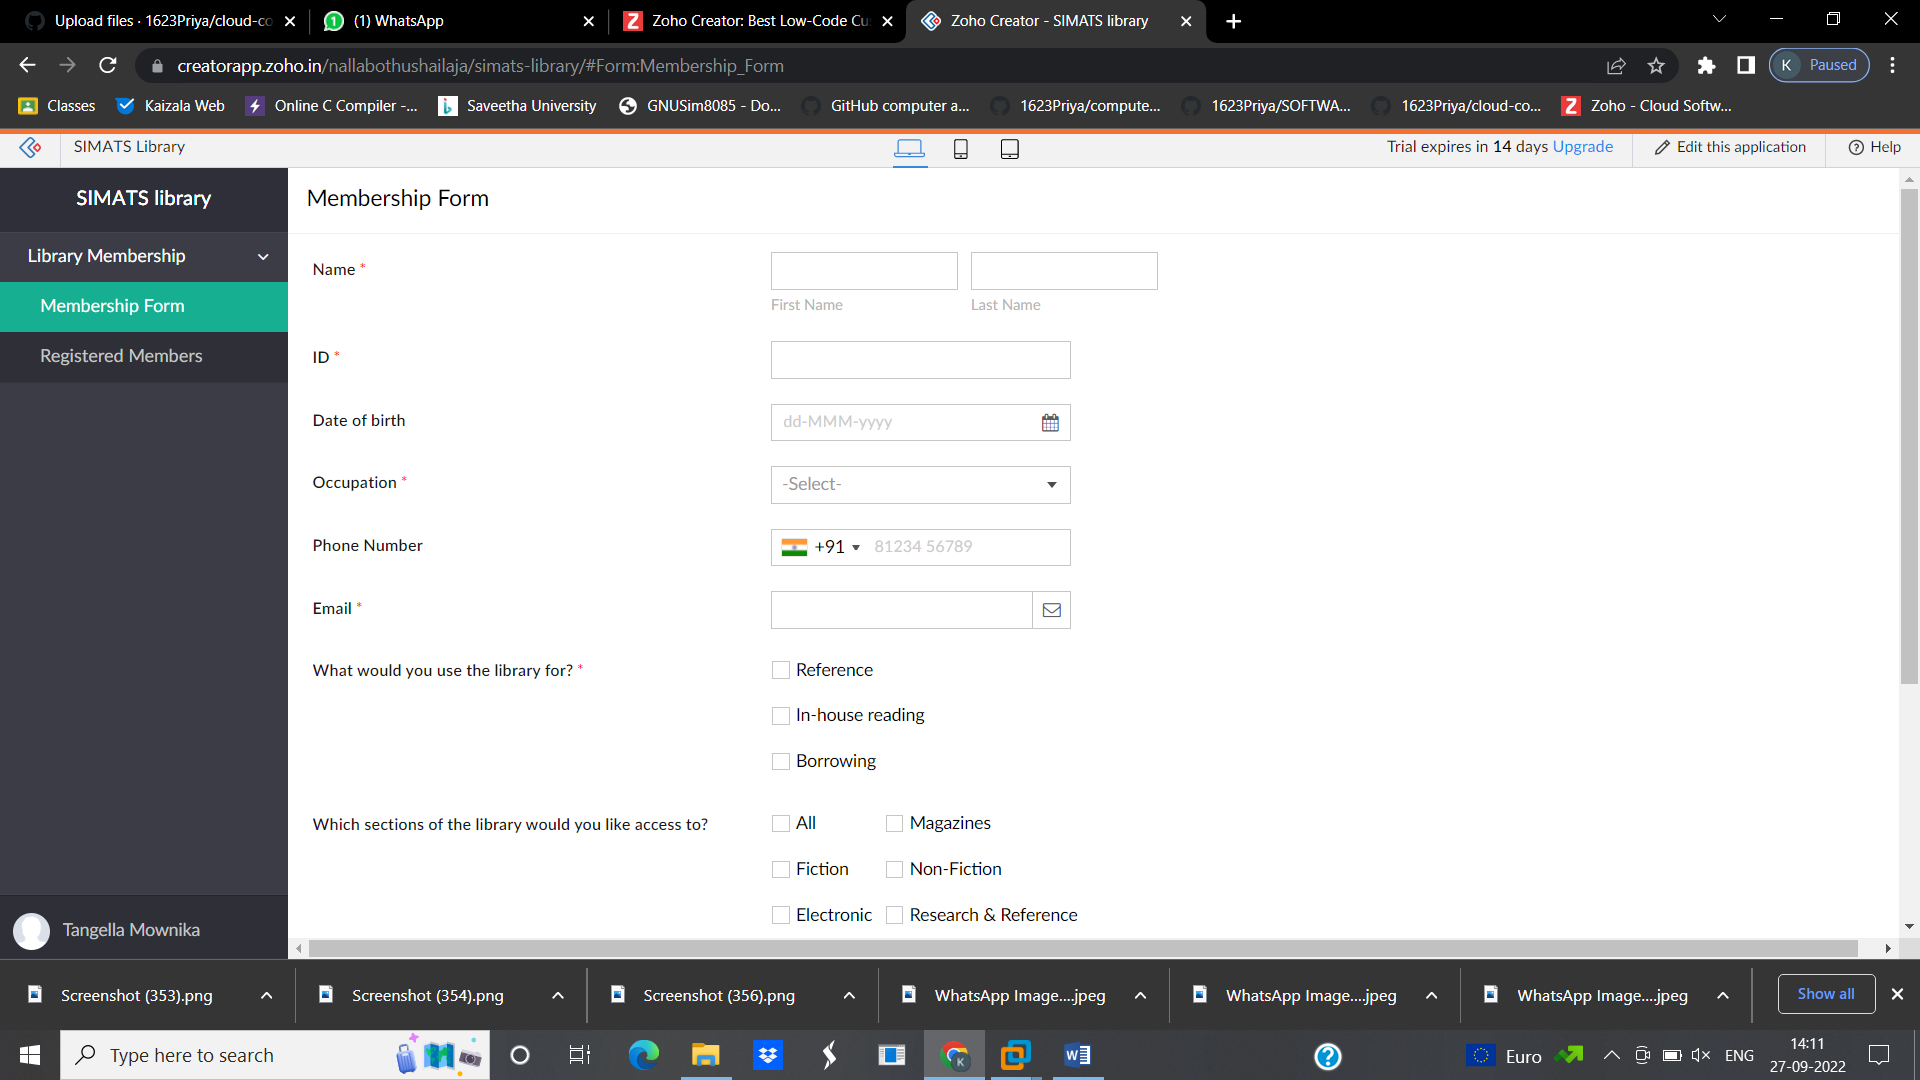 Upload files · 1623Priya/cloud-co
(1) WhatsApp
Zoho Creator: Best Low-Code Cu
Zoho Creator - SIMATS library
creatorapp.zoho.in/nallabothushailaja/simats-library/#Form:Membership_Form
K Paused
Classes
Kaizala Web
Online C Compiler -...
Saveetha University
GNUSim8085 - Do...
GitHub computer a...
1623Priya/compute...
1623Priya/SOFTWA...
1623Priya/cloud-co...
Zoho - Cloud Softw...
SIMATS Library
Trial expires in 14 days Upgrade
Edit this application
Help
SIMATS library
Library Membership
Membership Form
Registered Members
Tangella Mownika
Membership Form
Name *
First Name
Last Name
ID *
Date of birth
dd-MMM-yyyy
Occupation *
-Select-
Phone Number
+91 81234 56789
Email *
What would you use the library for? *
Reference
In-house reading
Borrowing
Which sections of the library would you like access to?
All
Magazines
Fiction
Non-Fiction
Electronic
Research & Reference
Screenshot (353).png
Screenshot (354).png
Screenshot (356).png
WhatsApp Image....jpeg
WhatsApp Image....jpeg
WhatsApp Image....jpeg
Show all
Type here to search
Euro
ENG
14:11
27-09-2022